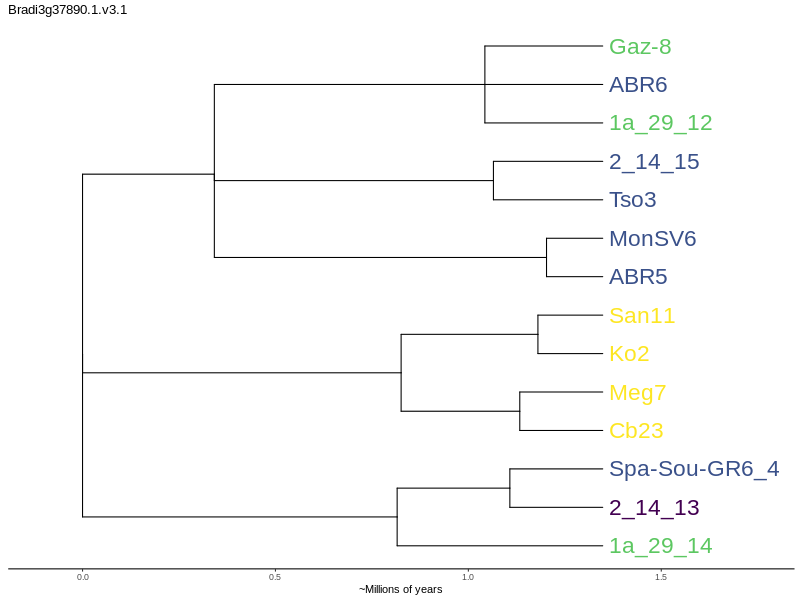 Bradi3g37890.1.v3.1
Gaz-8
ABR6
1a_29_12
2_14_15
Tso3
MonSV6
ABR5
San11
Ko2
Meg7
Cb23
Spa-Sou-GR6_4
2_14_13
1a_29_14
0.0 0.5 1.0 1.5
~Millions of years